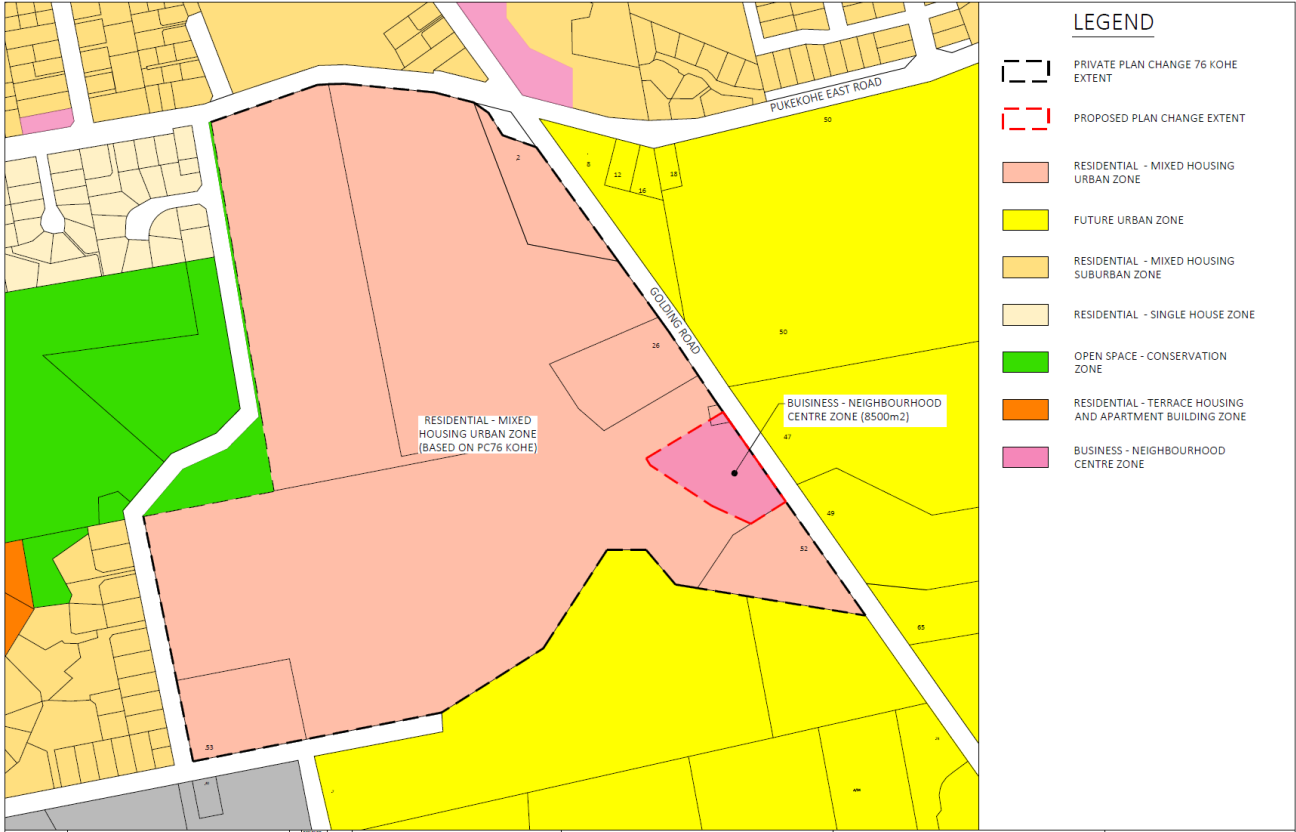 LEGEND
PRIVATE PLAN CHANGE 76 KOHE
EXTENT
PROPOSED PLAN CHANGE EXTENT
RESIDENTIAL - MIXED HOUSING
URBAN ZONE
FUTURE URBAN ZONE
RESIDENTIAL - MIXED HOUSING
SUBURBAN ZONE
RESIDENTIAL - SINGLE HOUSE ZONE
OPEN SPACE - CONSERVATION
ZONE
RESIDENTIAL - TERRACE HOUSING
AND APARTMENT BUILDING ZONE
BUSINESS - NEIGHBOURHOOD
CENTRE ZONE
PUKEKOHE EAST ROAD
50
2
8
12
16
18
GOLDING ROAD
26
50
BUISINESS - NEIGHBOURHOOD
CENTRE ZONE (8500m2)
RESIDENTIAL - MIXED
HOUSING URBAN ZONE
(BASED ON PC76 KOHE)
47
49
52
65
33